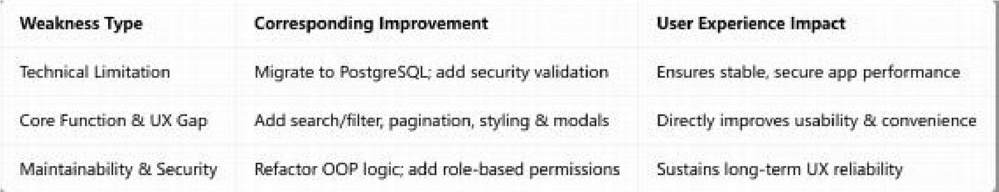 Weakness Type Corresponding Improvement User Experience Impact
Technical Limitation Migrate to PostgreSQL; add security validation Ensures stable, secure app performance
Core Function & UX Gap Add search/filter, pagination, styling & modals Directly improves usability & convenience
Maintainability & Security Refactor OOP logic; add role-based permissions Sustains long-term UX reliability